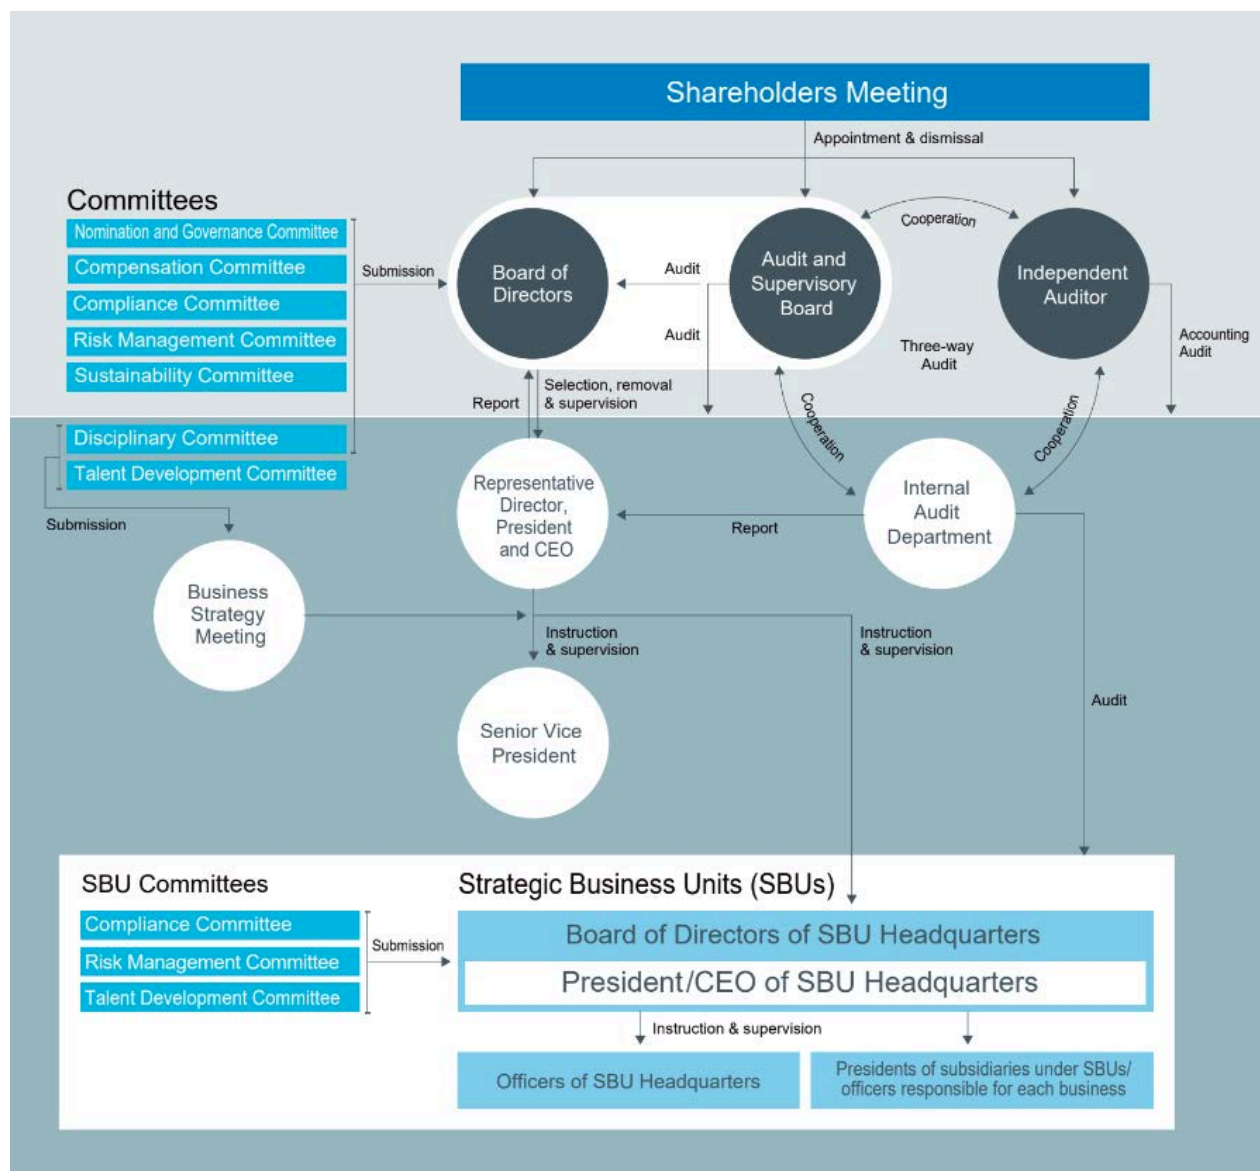 Shareholders Meeting
Appointment & dismissal
Committees
Nomination and Governance Committee
Compensation Committee
Compliance Committee
Risk Management Committee
Sustainability Committee
Disciplinary Committee
Talent Development Committee
Submission
Submission
Board of
Directors
Audit
Audit
Audit and
Supervisory
Board
Cooperation
Independent
Auditor
Three-way
Audit
Accounting
Audit
Report
Selection, removal
& supervision
Cooperation
Cooperation
Representative
Director,
President
and CEO
Report
Internal
Audit
Department
Business
Strategy
Meeting
Instruction
& supervision
Instruction
& supervision
Senior Vice
President
Audit
SBU Committees
Compliance Committee
Risk Management Committee
Talent Development Committee
Submission
Strategic Business Units (SBUs)
Board of Directors of SBU Headquarters
President/CEO of SBU Headquarters
Instruction & supervision
Officers of SBU Headquarters
Presidents of subsidiaries under SBUs/
officers responsible for each business